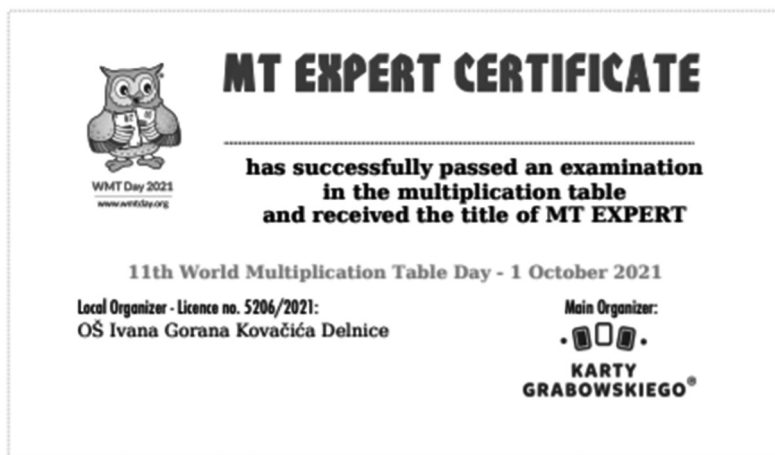 MT EXPERT CERTIFICATE
WMT Day 2021
www.wmtday.org
has successfully passed an examination
in the multiplication table
and received the title of MT EXPERT
11th World Multiplication Table Day - 1 October 2021
Local Organizer - Licence no. 5206/2021:
OŠ Ivana Gorana Kovačića Delnice
Main Organizer:
KARTY
GRABOWSKIEGO®